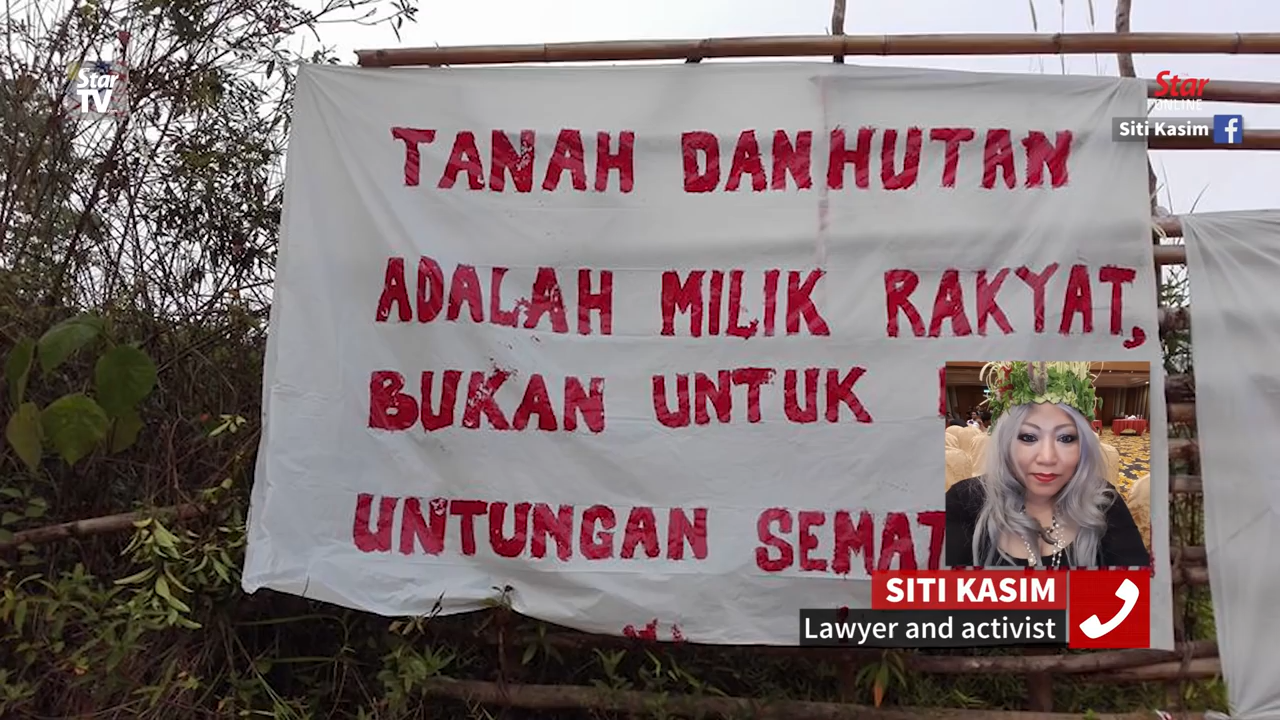 Star
TV
THE Star
ONLINE
Siti Kasim
TANAH DAN HUTAN
ADALAH MILIK RAKYAT,
BUKAN UNTUK
UNTUNGAN
SITI KASIM
Lawyer and activist